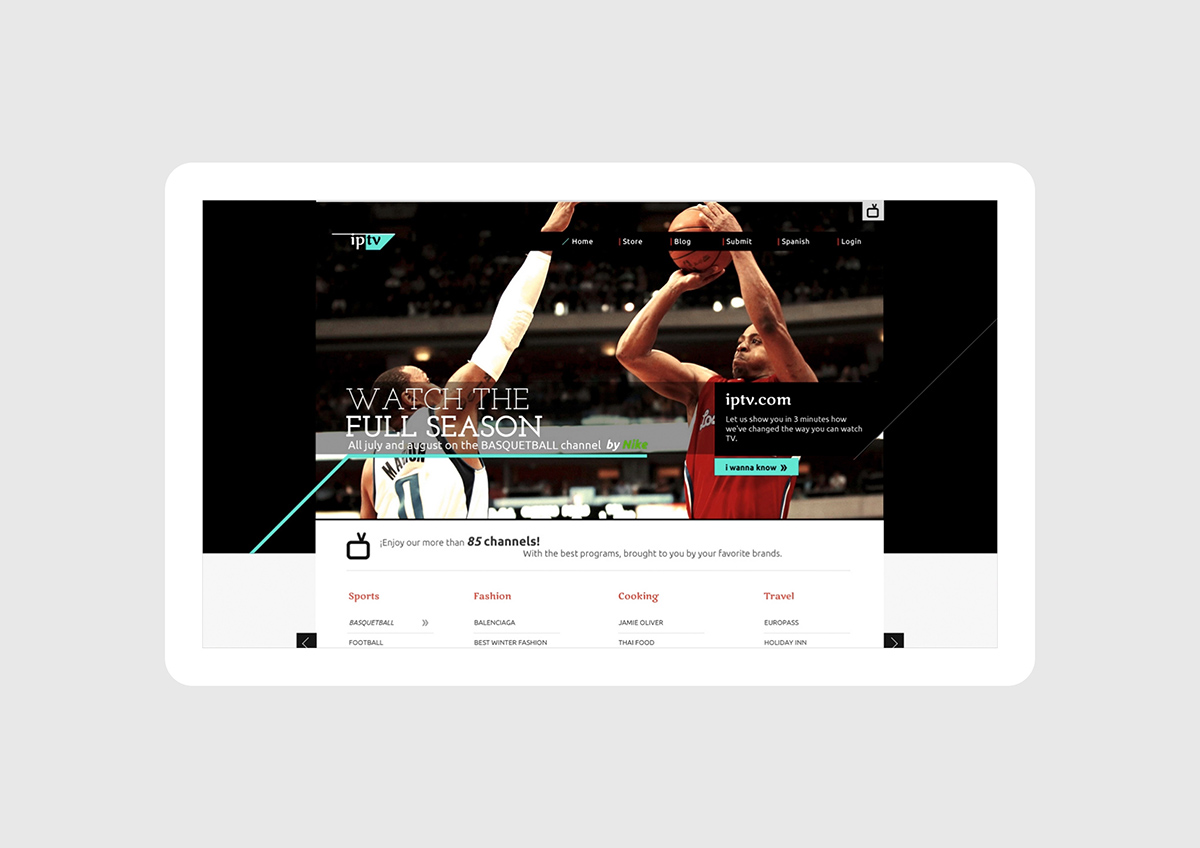 iptv
Home
Store
Blog
Submit
Spanish
Login
WATCH THE
FULL SEASON
All july and august on the BASQUETBALL channel by Nike
iptv.com
Let us show you in 3 minutes how
we've changed the way you can watch
TV.
i wanna know »
MARION
0
¡Enjoy our more than 85 channels!
With the best programs, brought to you by your favorite brands.
Sports
Fashion
Cooking
Travel
BASQUETBALL »
BALENCIAGA
JAMIE OLIVER
EUROPASS
FOOTBALL
BEST WINTER FASHION
THAI FOOD
HOLIDAY INN